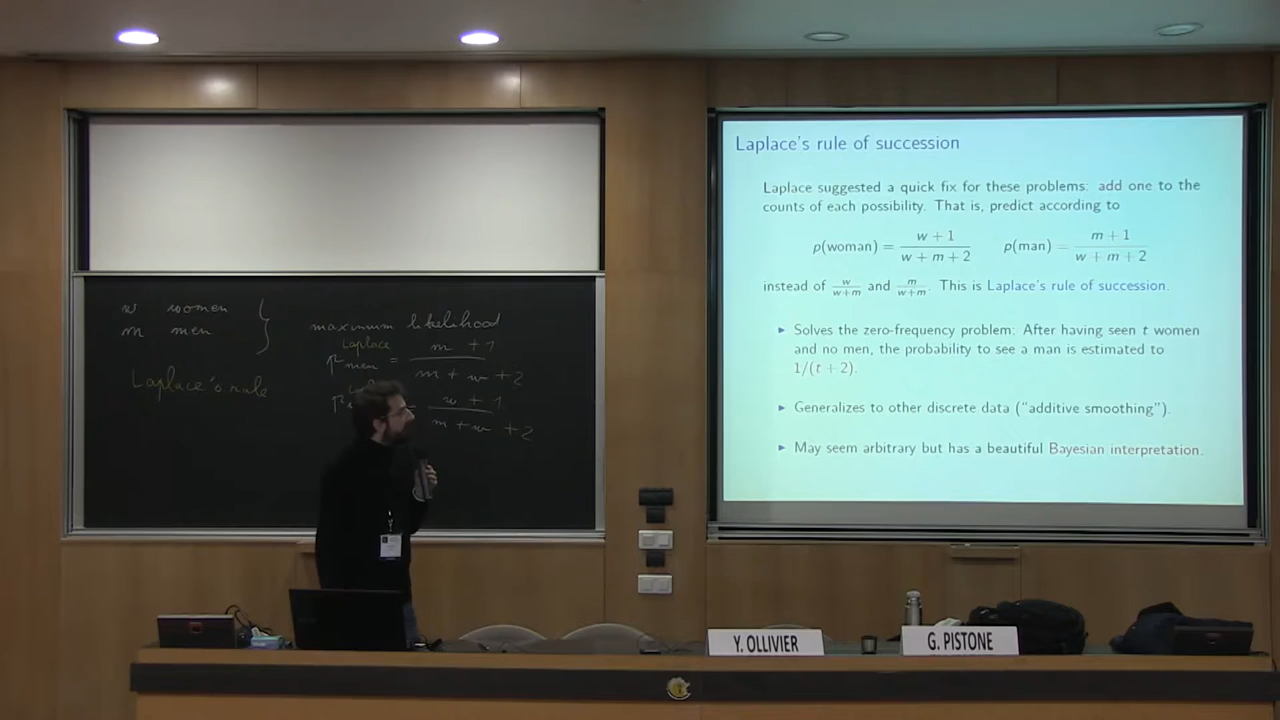 w women
m men
Laplace's rule
maximum likelihood
Laplace
p men = m + 1
m + w + 2
w + 1
m + w + 2
Laplace's rule of succession
Laplace suggested a quick fix for these problems: add one to the
counts of each possibility. That is, predict according to
p(woman) = w + 1 / w + m + 2 p(man) = m + 1 / w + m + 2
instead of w/w+m and m/w+m. This is Laplace's rule of succession.
▸ Solves the zero-frequency problem: After having seen t women
and no men, the probability to see a man is estimated to
1/(t + 2).
▸ Generalizes to other discrete data ("additive smoothing").
▸ May seem arbitrary but has a beautiful Bayesian interpretation.
Y. OLLIVIER
G. PISTONE